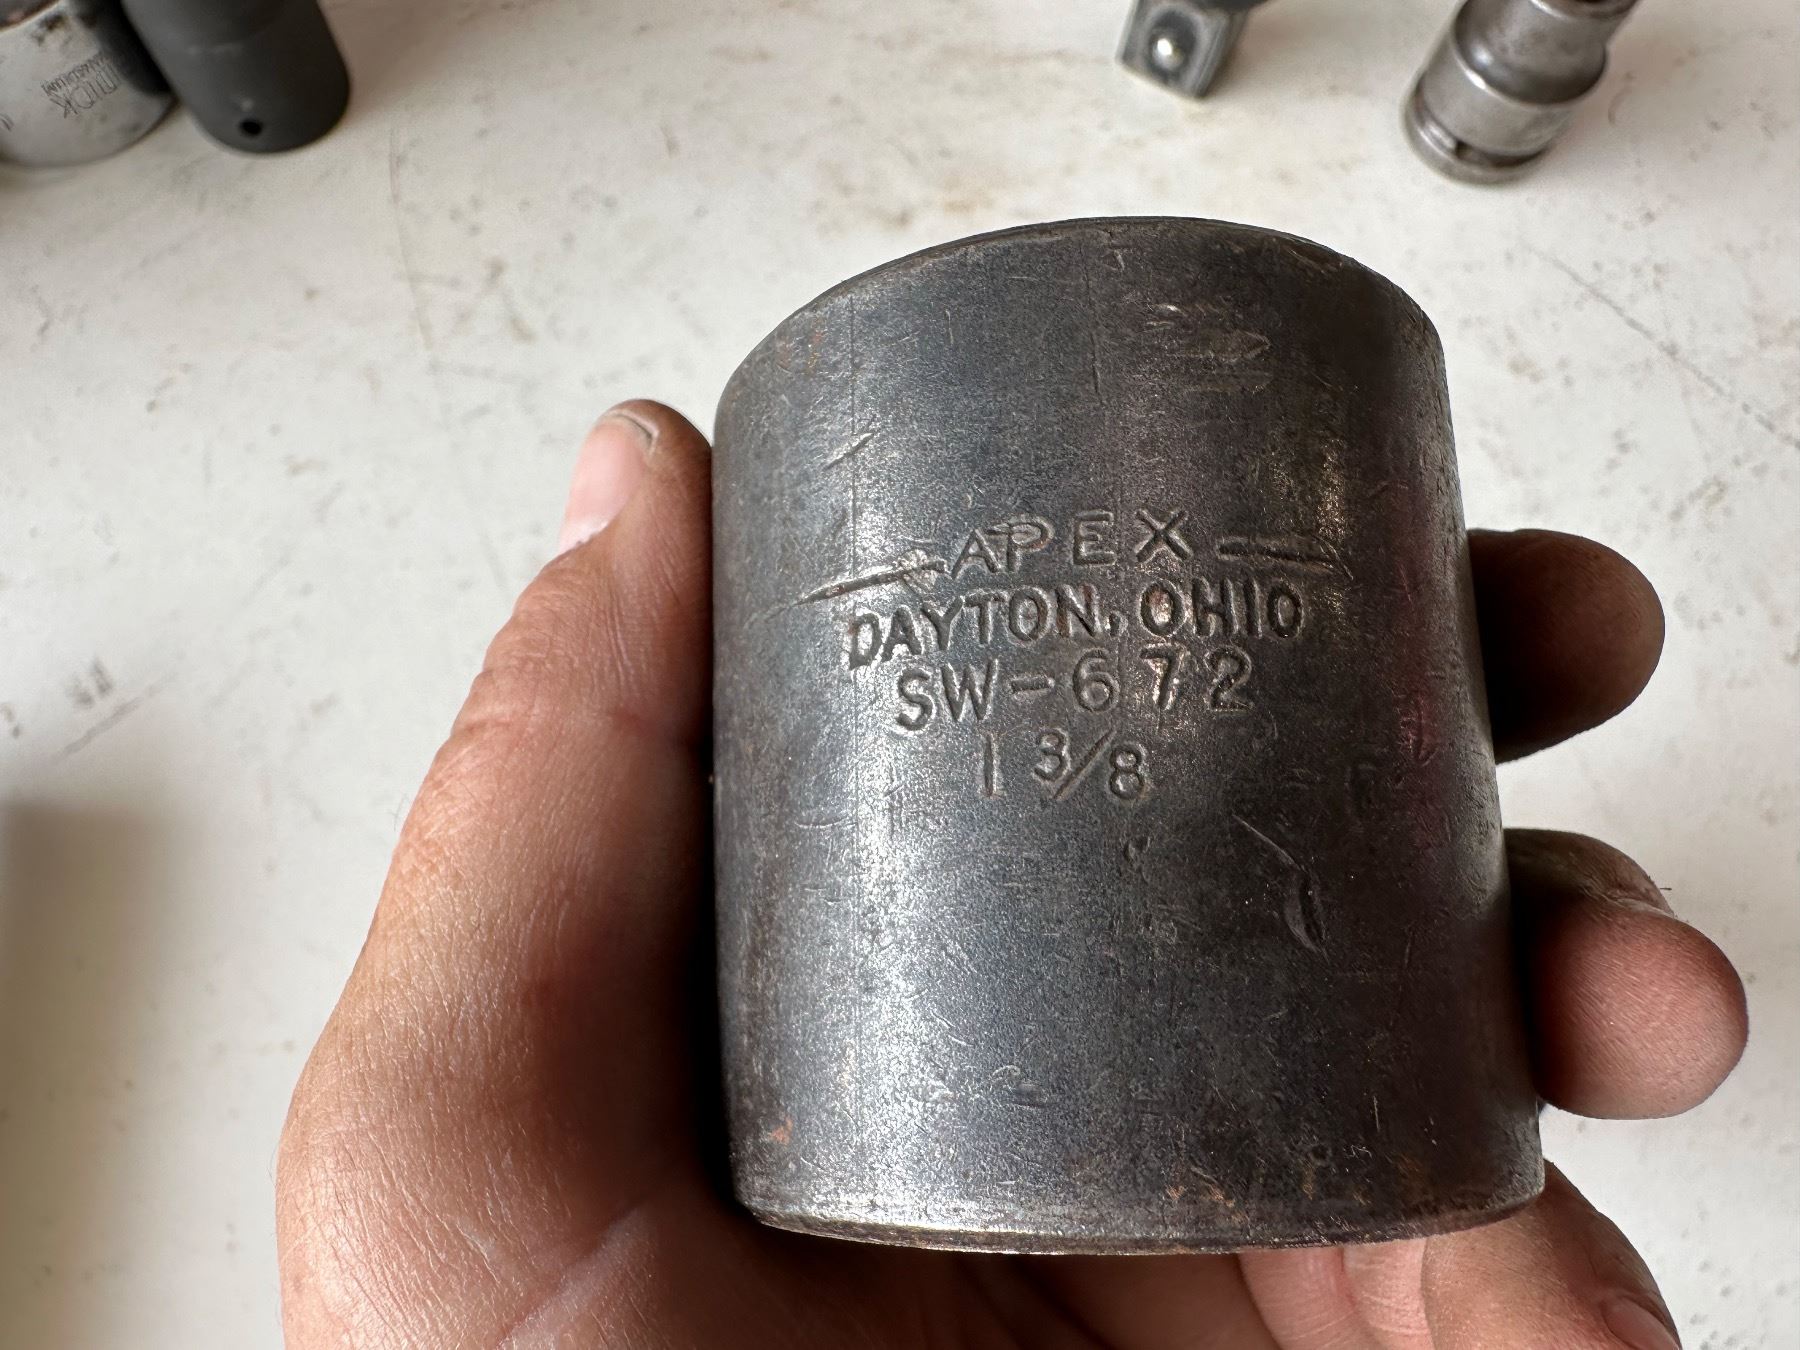 APEX
DAYTON, OHIO
SW-672
1 3/8